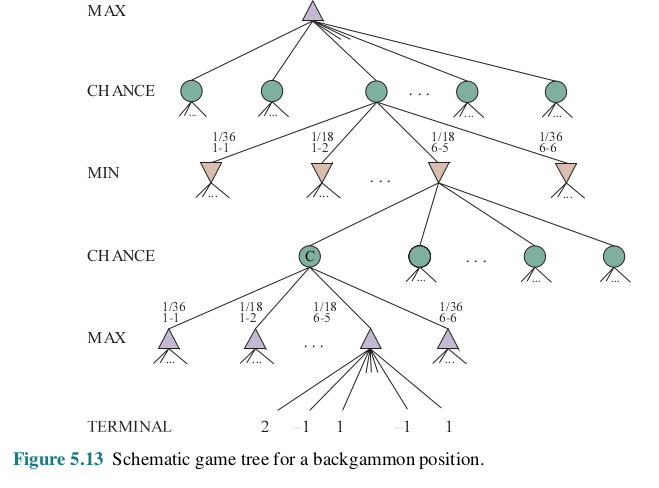 MAX
CHANCE
...
1/36 1/18 1/18 1/36
1-1 1-2 6-5 6-6
MIN
...
CHANCE
C
...
1/36 1/18 1/18 1/36
1-1 1-2 6-5 6-6
MAX
...
TERMINAL 2 –1 1 –1 1
Figure 5.13 Schematic game tree for a backgammon position.